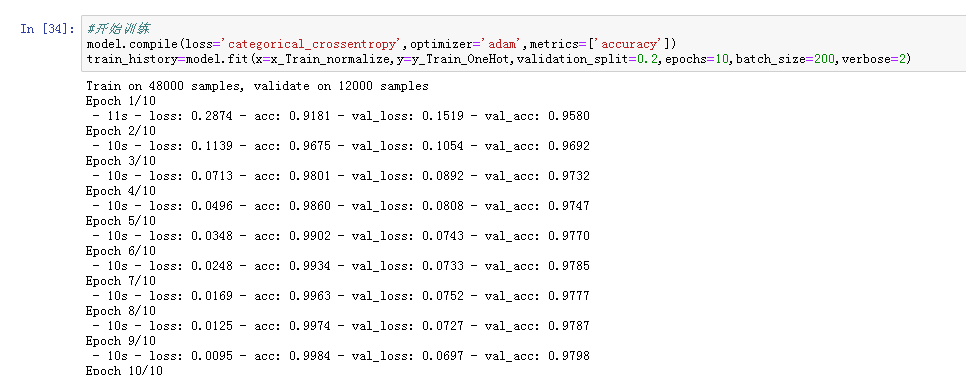 In [34]: #开始训练
model.compile(loss='categorical_crossentropy',optimizer='adam',metrics=['accuracy'])
train_history=model.fit(x=x_Train_normalize,y=y_Train_OneHot,validation_split=0.2,epochs=10,batch_size=200,verbose=2)
Train on 48000 samples, validate on 12000 samples
Epoch 1/10
 - 11s - loss: 0.2874 - acc: 0.9181 - val_loss: 0.1519 - val_acc: 0.9580
Epoch 2/10
 - 10s - loss: 0.1139 - acc: 0.9675 - val_loss: 0.1054 - val_acc: 0.9692
Epoch 3/10
 - 10s - loss: 0.0713 - acc: 0.9801 - val_loss: 0.0892 - val_acc: 0.9732
Epoch 4/10
 - 10s - loss: 0.0496 - acc: 0.9860 - val_loss: 0.0808 - val_acc: 0.9747
Epoch 5/10
 - 10s - loss: 0.0348 - acc: 0.9902 - val_loss: 0.0743 - val_acc: 0.9770
Epoch 6/10
 - 10s - loss: 0.0248 - acc: 0.9934 - val_loss: 0.0733 - val_acc: 0.9785
Epoch 7/10
 - 10s - loss: 0.0169 - acc: 0.9963 - val_loss: 0.0752 - val_acc: 0.9777
Epoch 8/10
 - 10s - loss: 0.0125 - acc: 0.9974 - val_loss: 0.0727 - val_acc: 0.9787
Epoch 9/10
 - 10s - loss: 0.0095 - acc: 0.9984 - val_loss: 0.0697 - val_acc: 0.9798
Epoch 10/10